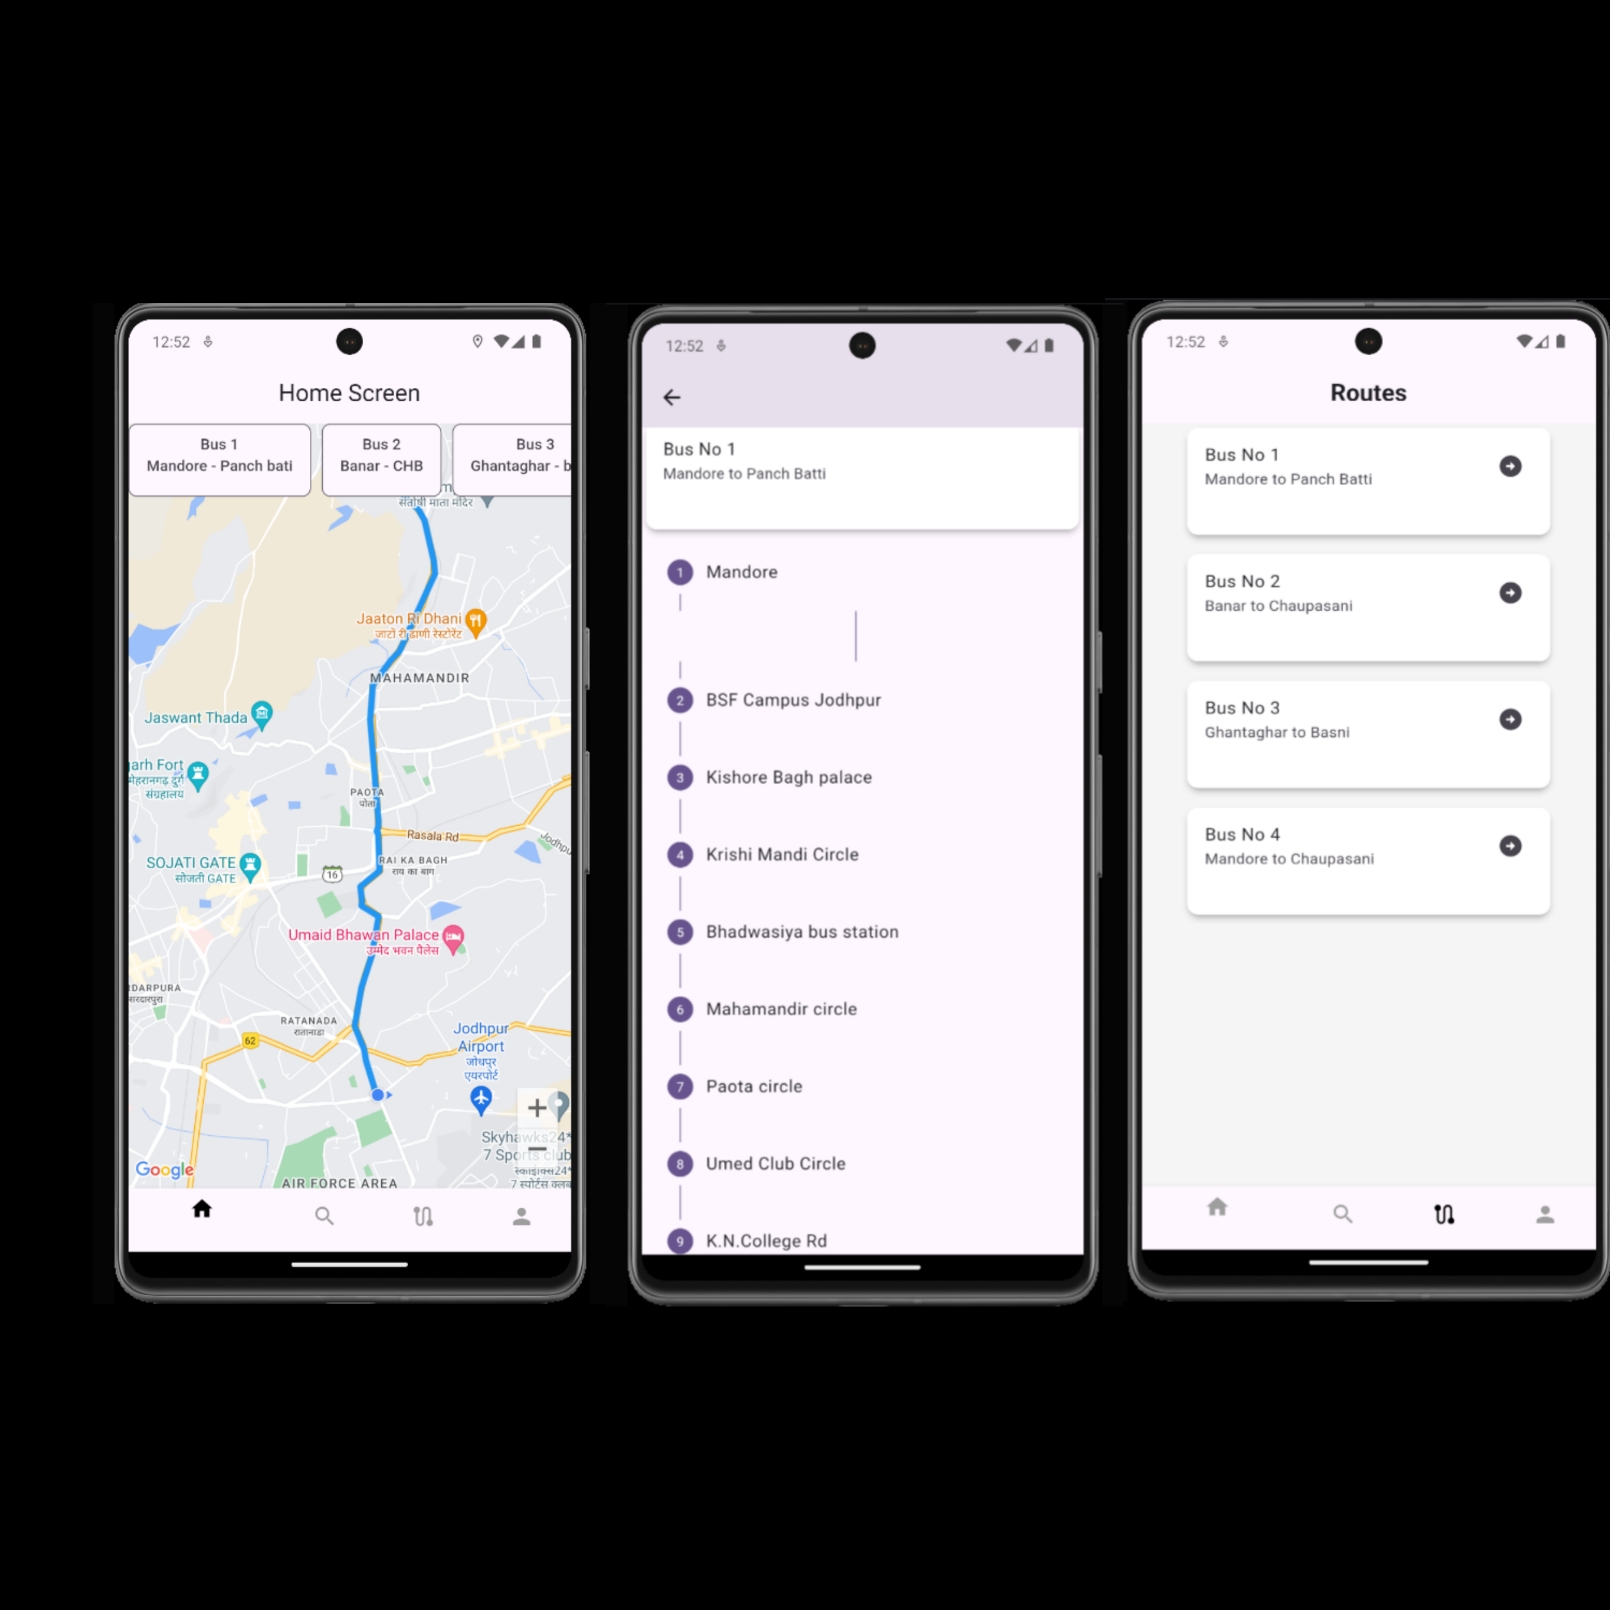 12:52
Home Screen
Bus 1
Mandore - Panch bati
Bus 2
Banar - CHB
Bus 3
Ghantaghar - b
संतोषी माता मंदिर
Jaaton Ri Dhani
जाटों री ढाणी रेस्टोरेंट
MAHAMANDIR
Jaswant Thada
arh Fort
मेहरानगढ़ दुर्ग
संग्रहालय
PAOTA
पोता
Rasala Rd
Jodhpu
SOJATI GATE
सोजती GATE
16
RAI KA BAGH
राय का बाग
Umaid Bhawan Palace
उम्मेद भवन पैलेस
RDARPURA
सरदारपुरा
RATANADA
रातानाडा
62
Jodhpur
Airport
जोधपुर
एयरपोर्ट
Skyhawks24*
7 Sports club
स्काईहॉक्स24*
7 स्पोर्टस क्लब
Google
AIR FORCE AREA
12:52
Bus No 1
Mandore to Panch Batti
1 Mandore
2 BSF Campus Jodhpur
3 Kishore Bagh palace
4 Krishi Mandi Circle
5 Bhadwasiya bus station
6 Mahamandir circle
7 Paota circle
8 Umed Club Circle
9 K.N.College Rd
12:52
Routes
Bus No 1
Mandore to Panch Batti
Bus No 2
Banar to Chaupasani
Bus No 3
Ghantaghar to Basni
Bus No 4
Mandore to Chaupasani